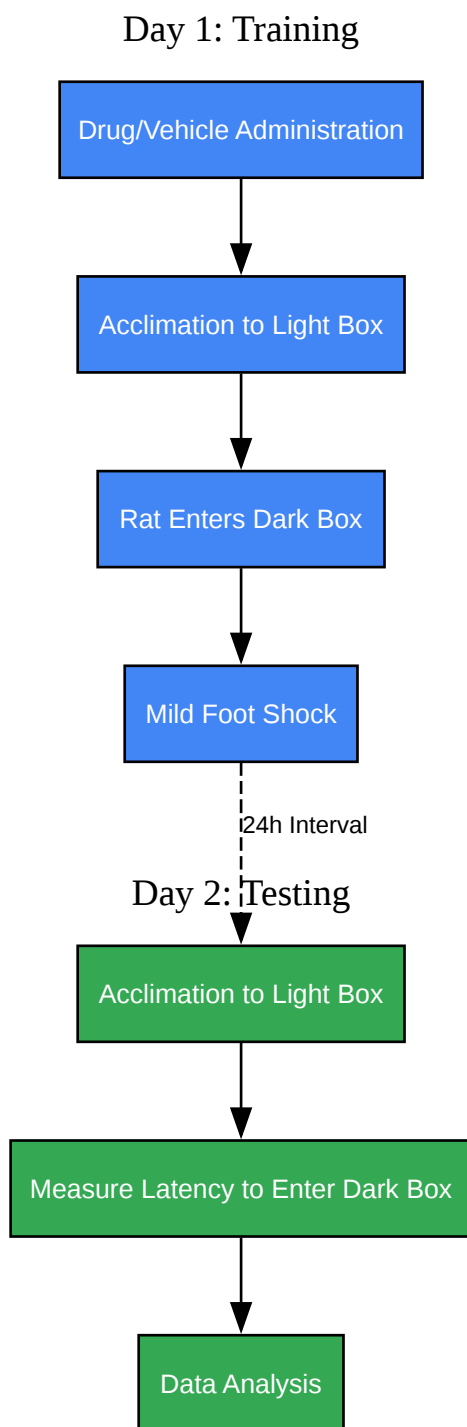 Day 1: Training
Drug/Vehicle Administration
Acclimation to Light Box
Rat Enters Dark Box
Mild Foot Shock
24h Interval
Day 2: Testing
Acclimation to Light Box
Measure Latency to Enter Dark Box
Data Analysis